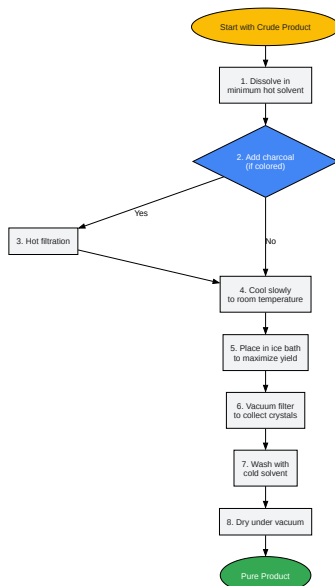 Start with Crude Product
1. Dissolve in
minimum hot solvent
2. Add charcoal
(if colored)
Yes
No
3. Hot filtration
4. Cool slowly
to room temperature
5. Place in ice bath
to maximize yield
6. Vacuum filter
to collect crystals
7. Wash with
cold solvent
8. Dry under vacuum
Pure Product